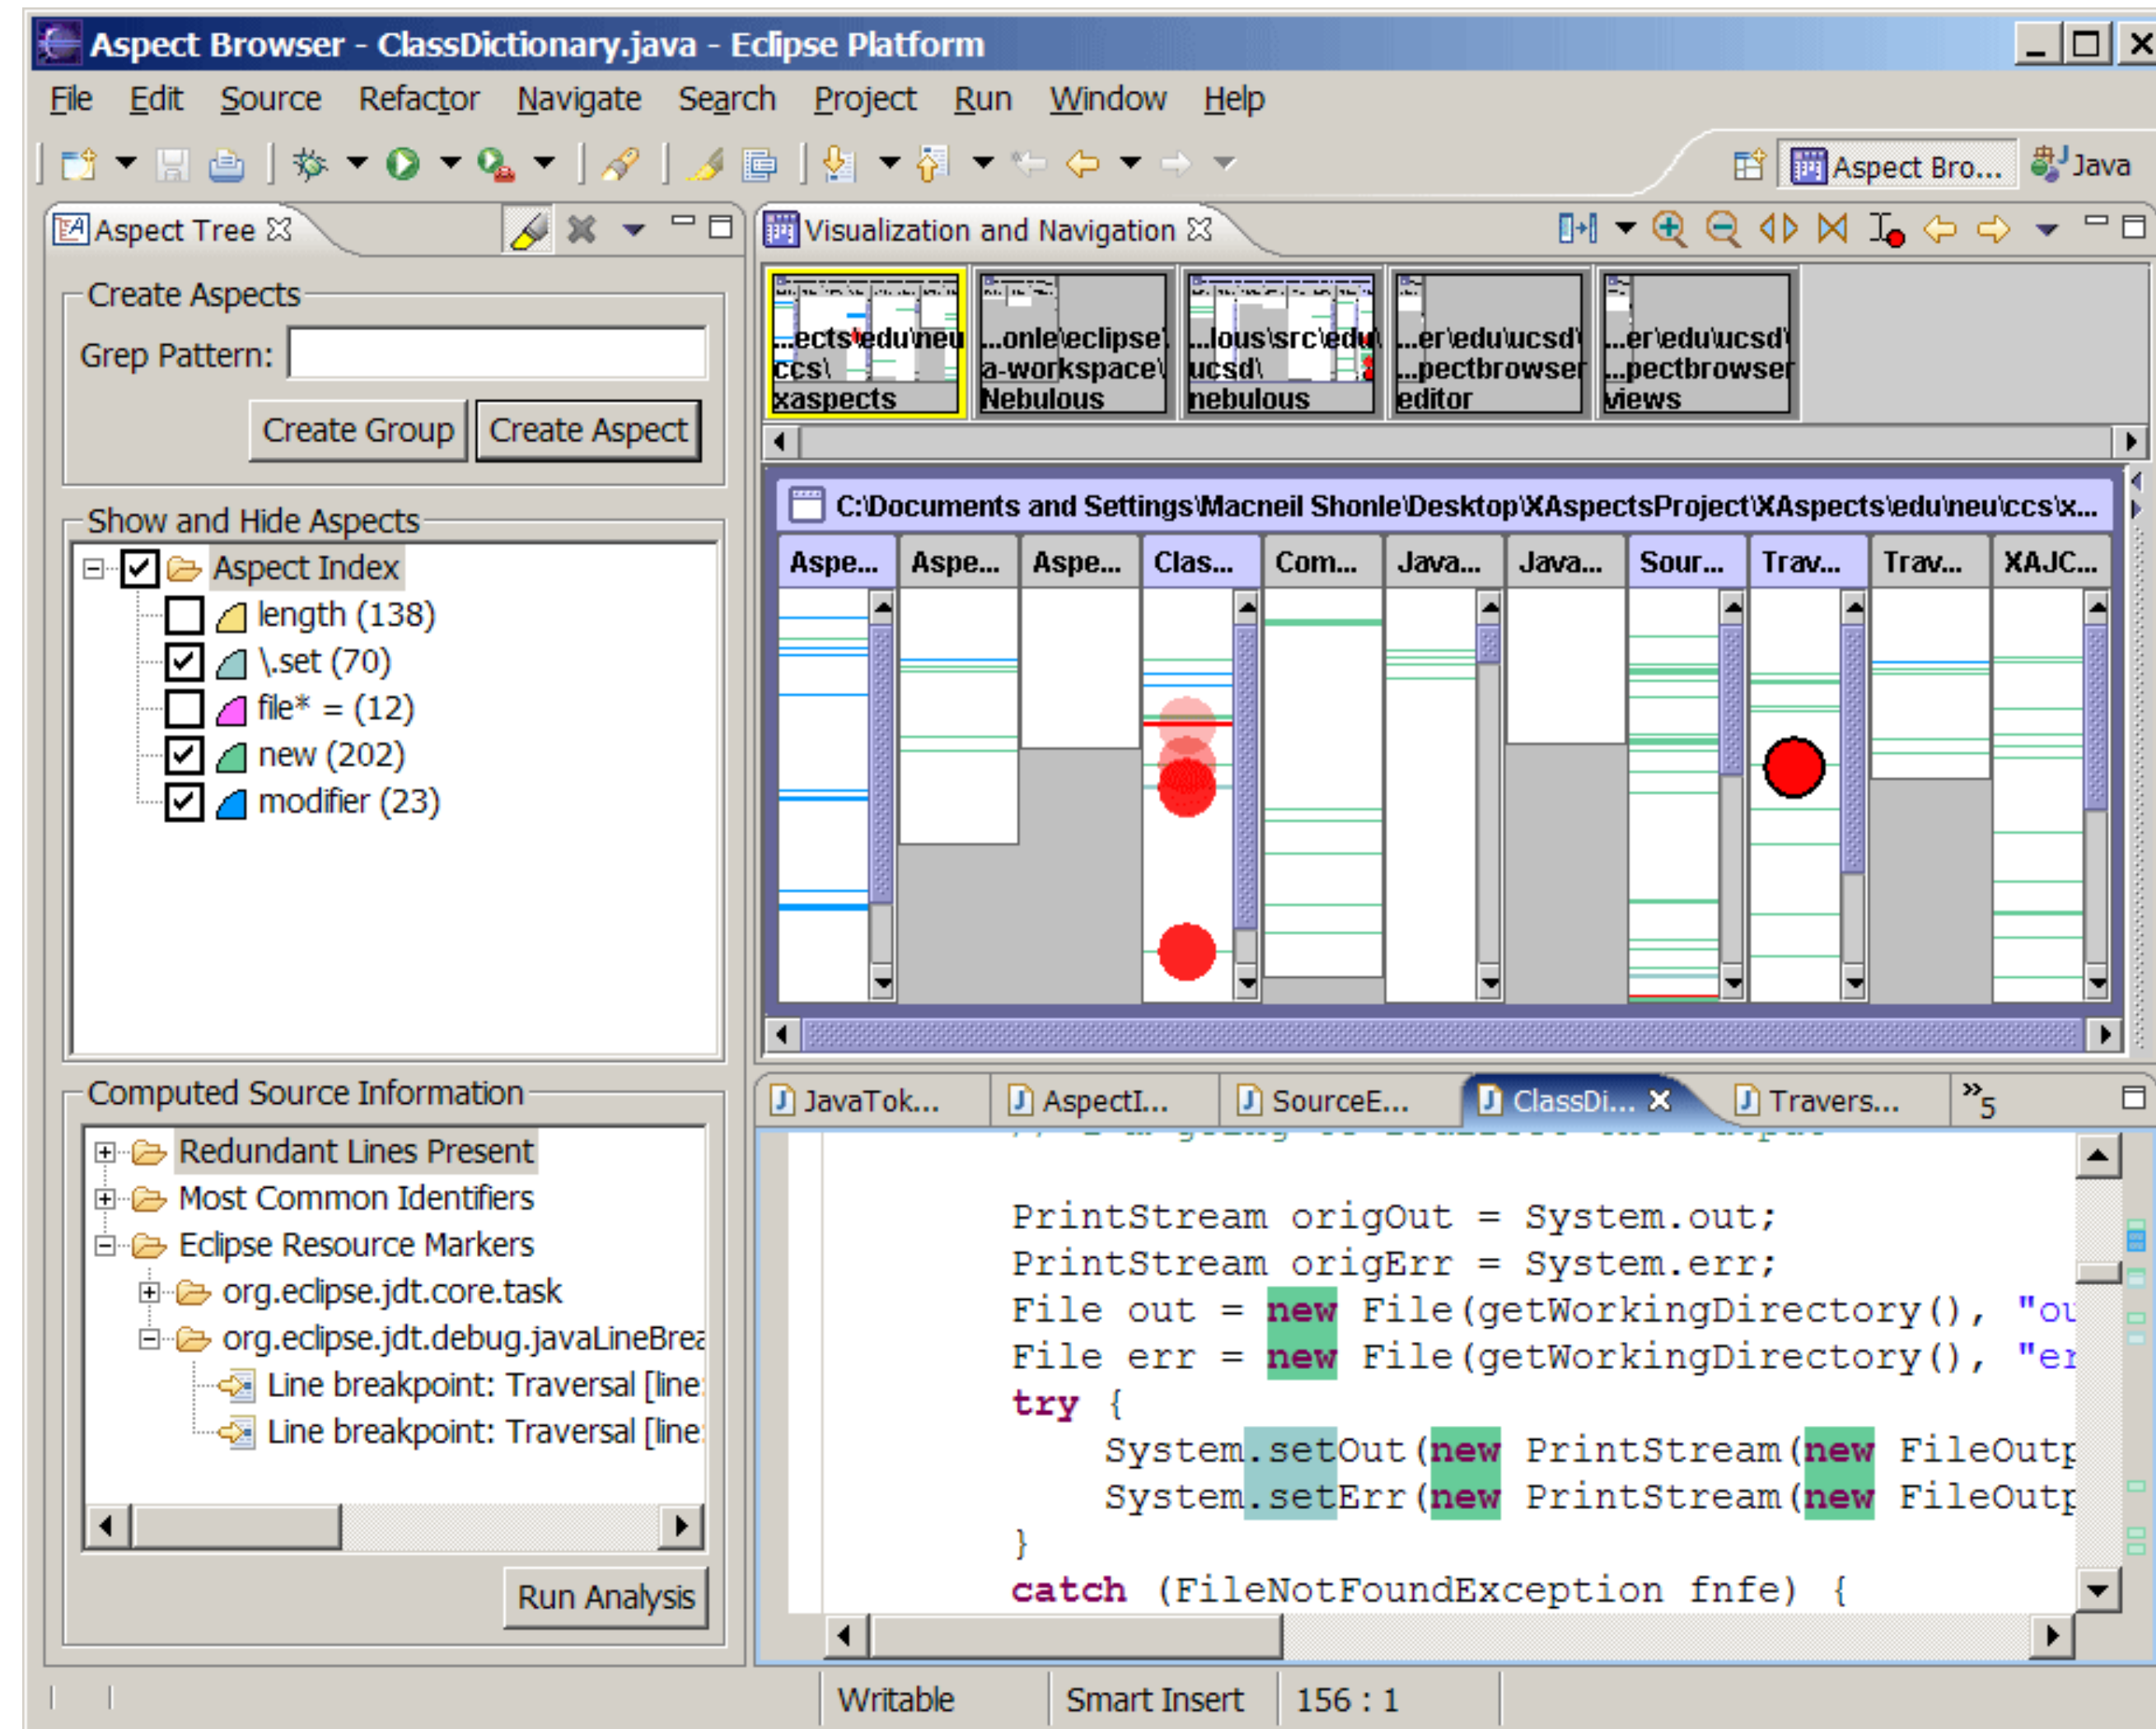 Aspect Browser - ClassDictionary.java - Eclipse Platform
File Edit Source Refactor Navigate Search Project Run Window Help
Aspect Bro... Java
Aspect Tree
Create Aspects
Grep Pattern:
Create Group Create Aspect
Show and Hide Aspects
Aspect Index
length (138)
\.set (70)
file* = (12)
new (202)
modifier (23)
Computed Source Information
Redundant Lines Present
Most Common Identifiers
Eclipse Resource Markers
org.eclipse.jdt.core.task
org.eclipse.jdt.debug.javaLineBrea
Line breakpoint: Traversal [line:
Line breakpoint: Traversal [line:
Run Analysis
Visualization and Navigation
...ects\edu\neu
ccs\
xaspects
...onle\eclipse\
a-workspace\
Nebulous
...lous\src\edu\
ucsd\
nebulous
...er\edu\ucsd\
...pectbrowser
editor
...er\edu\ucsd\
...pectbrowser
views
C:\Documents and Settings\Macneil Shonle\Desktop\XAspectsProject\XAspects\edu\neu\ccs\x...
Aspe... Aspe... Aspe... Clas... Com... Java... Java... Sour... Trav... Trav... XAJC...
JavaTok... AspectI... SourceE... ClassDi... Travers... »5
PrintStream origOut = System.out;
PrintStream origErr = System.err;
File out = new File(getWorkingDirectory(), "ou
File err = new File(getWorkingDirectory(), "er
try {
System.setOut(new PrintStream(new FileOutp
System.setErr(new PrintStream(new FileOutp
}
catch (FileNotFoundException fnfe) {
Writable Smart Insert 156 : 1